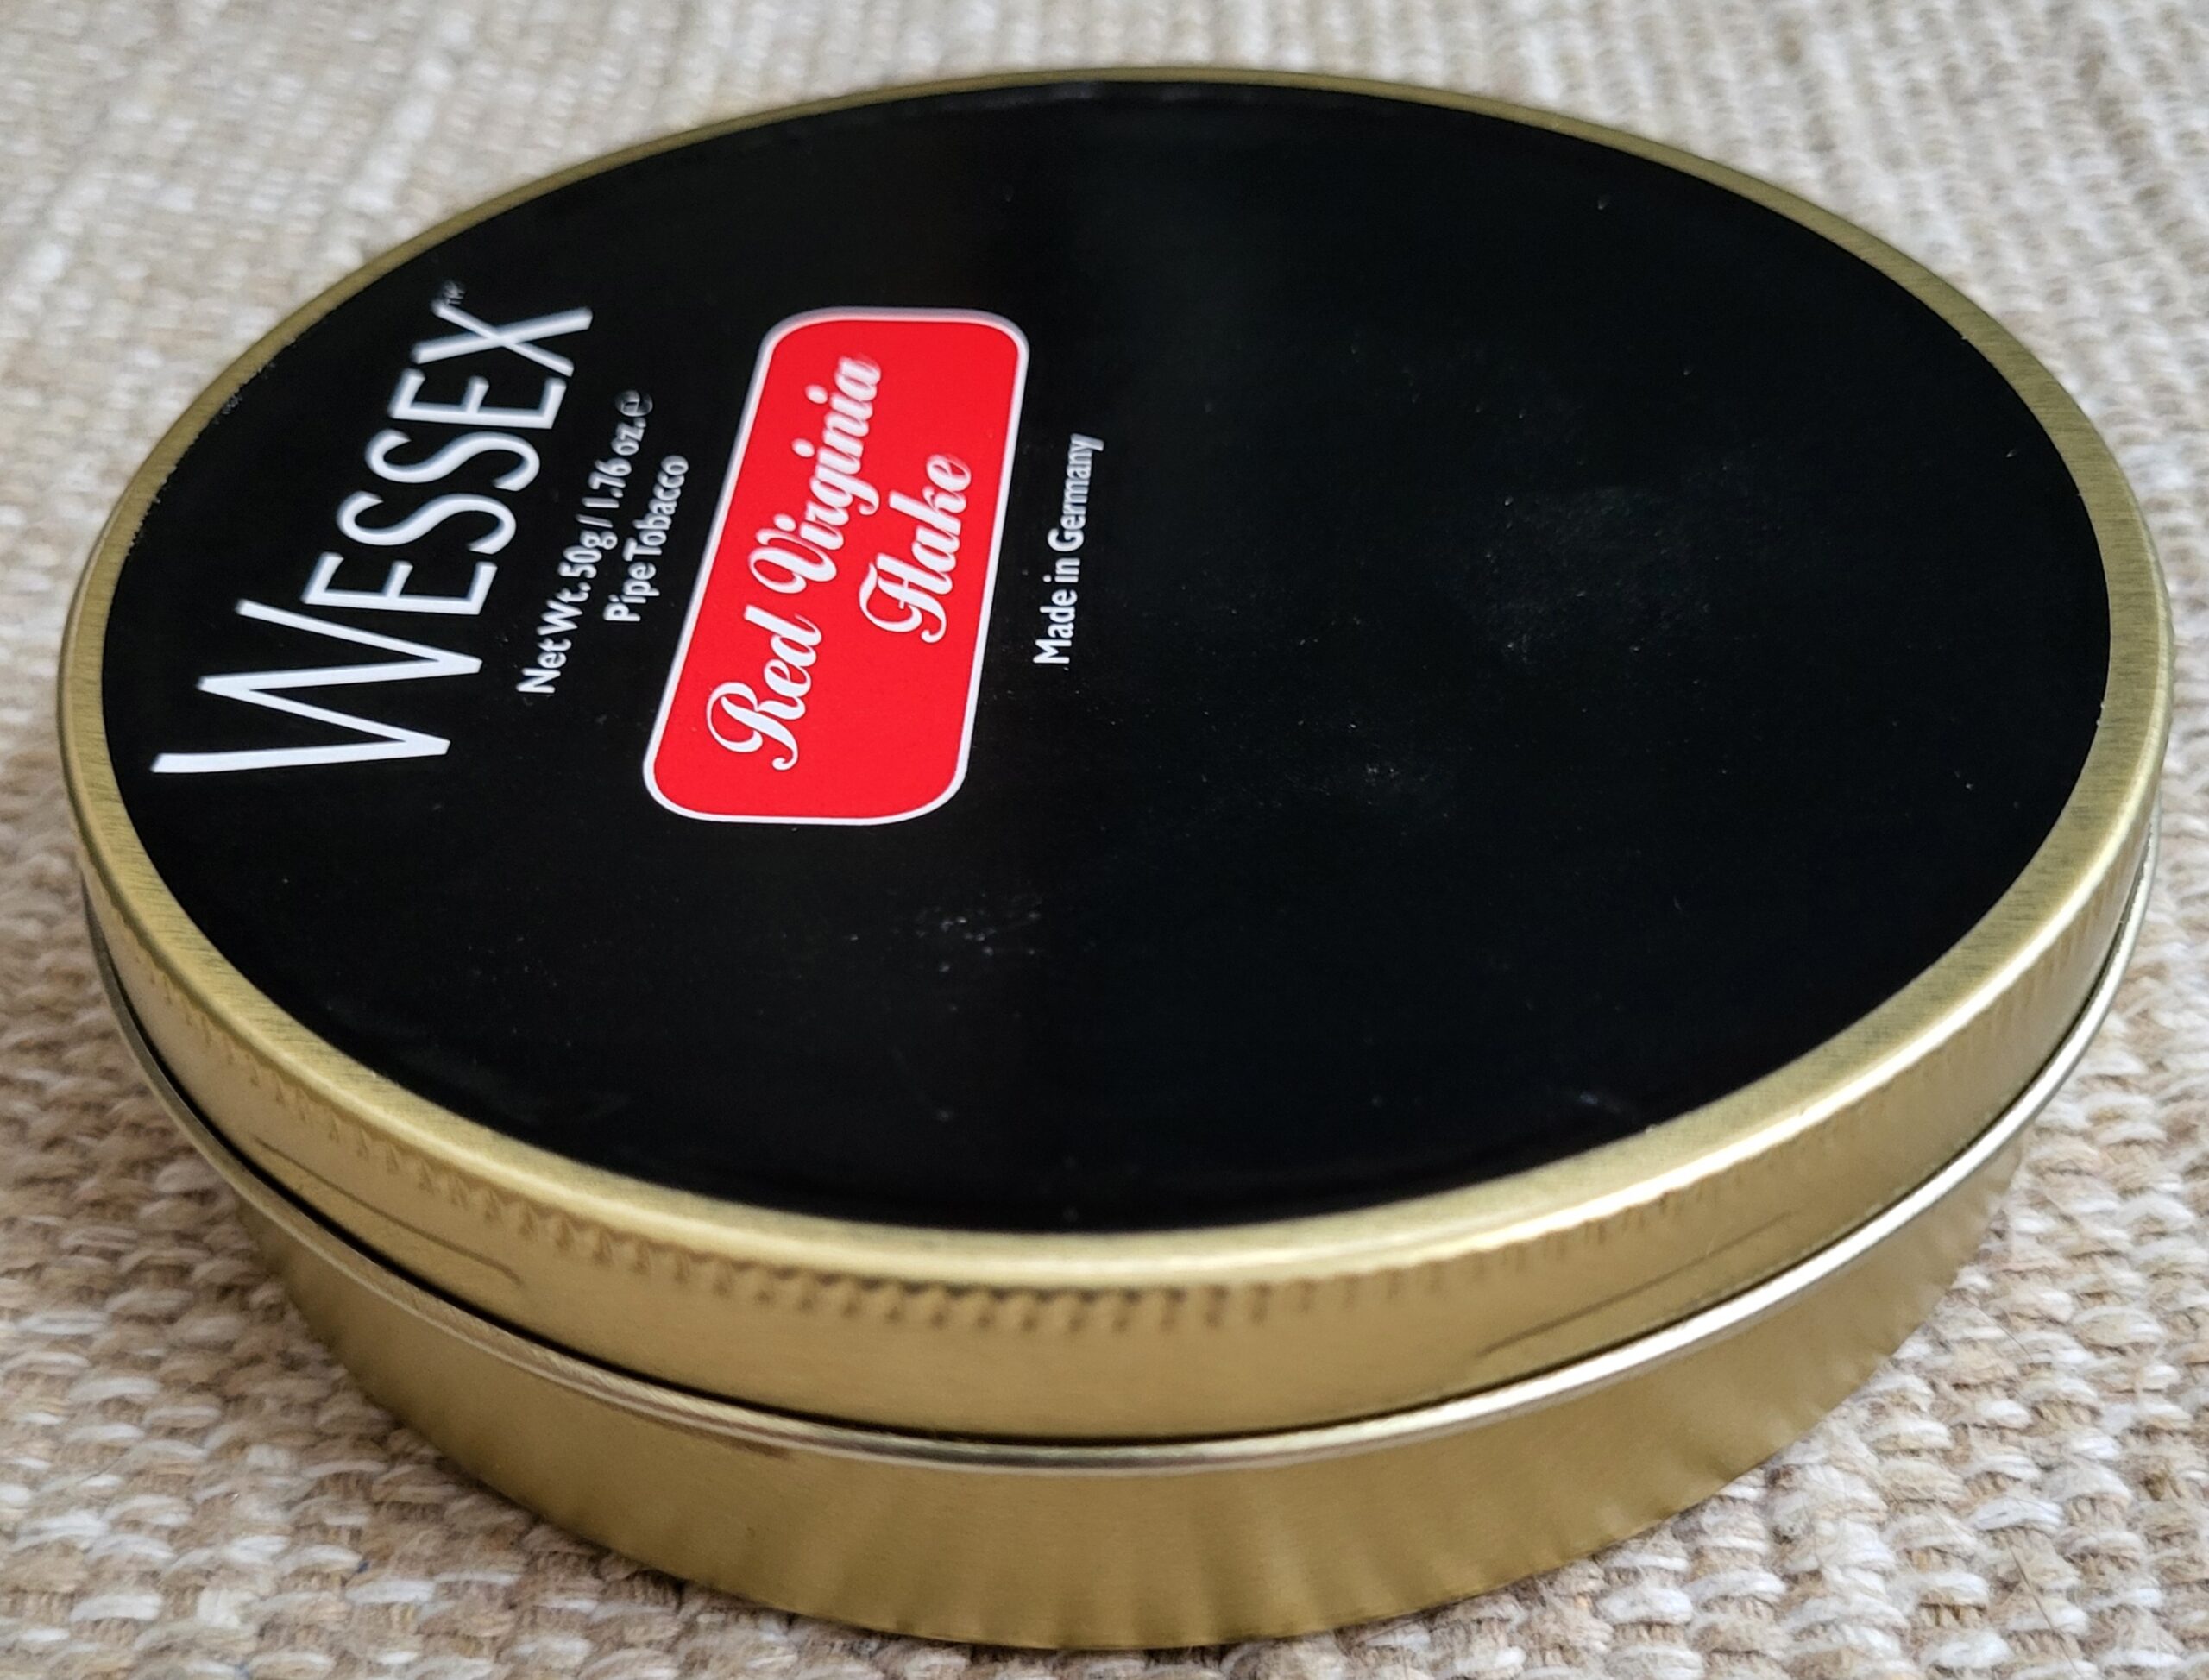 WESSEX™
Net Wt. 50g / 1.76 oz. ℮
Pipe Tobacco
Red Virginia
Flake
Made in Germany